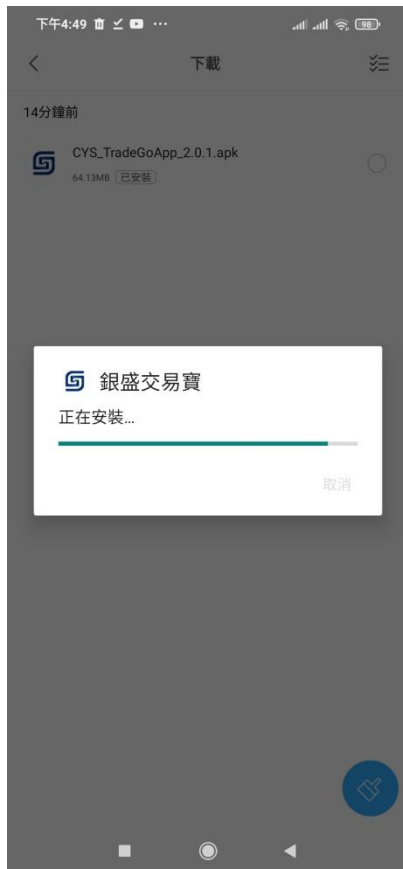 下午4:49 ... 98
下載
14分鐘前
CYS_TradeGoApp_2.0.1.apk
64.13MB 已安裝
銀盛交易寶
正在安裝...
取消